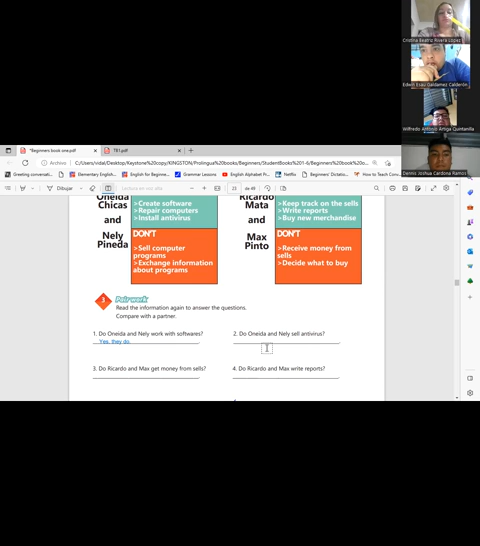 Cristina Beatriz Rivera López
Edwin Esau Galdamez Calderón
Wilfredo Antonio Artiga Quintanilla
Dennis Joshua Cardona Ramos
*Beginners book one.pdf
TB1.pdf
Archivo
C:/Users/vidal/Desktop/Keystone%20copy/KINGSTON/Prolingua%20books/Beginners/StudentBooks%201-6/Beginners%20book%20o...
Greeting conversati...
Elementary English...
English for Beginne...
Grammar Lessons
English Alphabet Pr...
Netflix
Beginners' Dictatio...
How to Teach Coun
Dibujar
Lectura en voz alta
23
de 48
Oneida
Chicas
and
Nely
Pineda
>Create software
>Repair computers
>Install antivirus
DON'T
>Sell computer
programs
>Exchange information
about programs
Ricardo
Mata
and
Max
Pinto
>Keep track on the sells
>Write reports
>Buy new merchandise
DON'T
>Receive money from
sells
>Decide what to buy
3
Pair work
Read the information again to answer the questions.
Compare with a partner.
1. Do Oneida and Nely work with softwares?
Yes, they do.
2. Do Oneida and Nely sell antivirus?
3. Do Ricardo and Max get money from sells?
4. Do Ricardo and Max write reports?